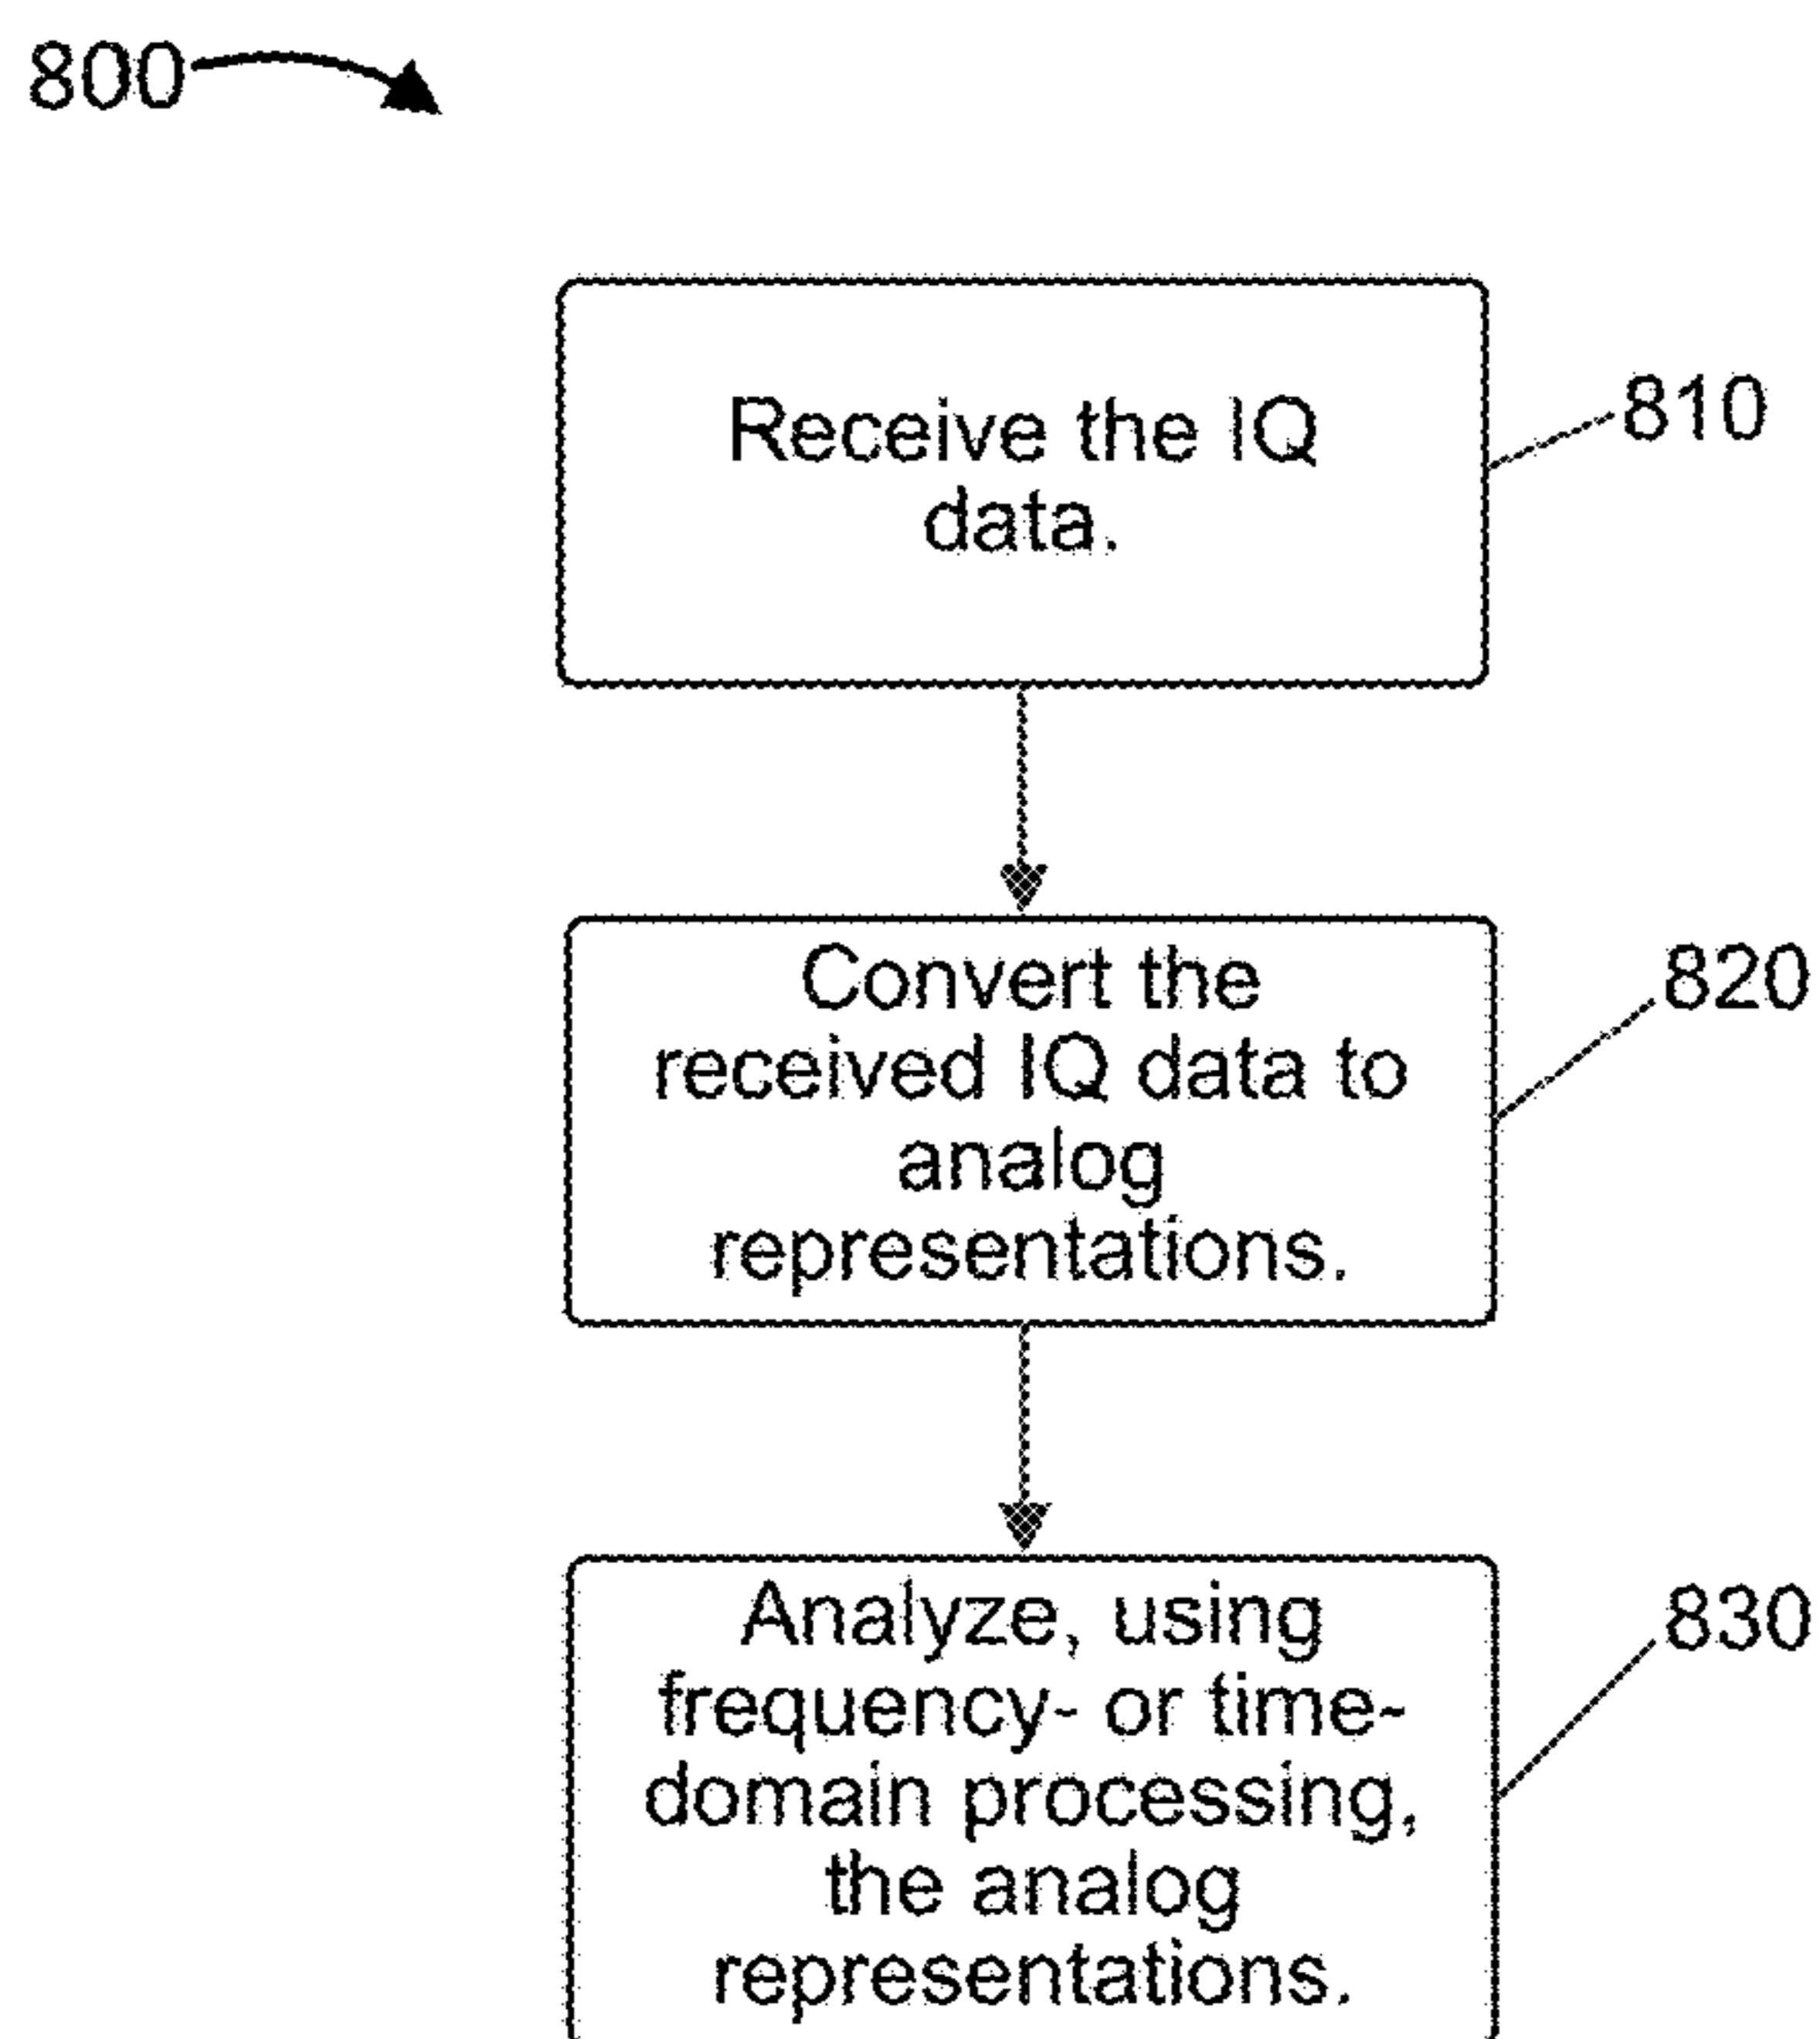 800
Receive the IQ
data.
810
Convert the
received IQ data to
analog
representations.
820
Analyze, using
frequency- or time-
domain processing,
the analog
representations.
830